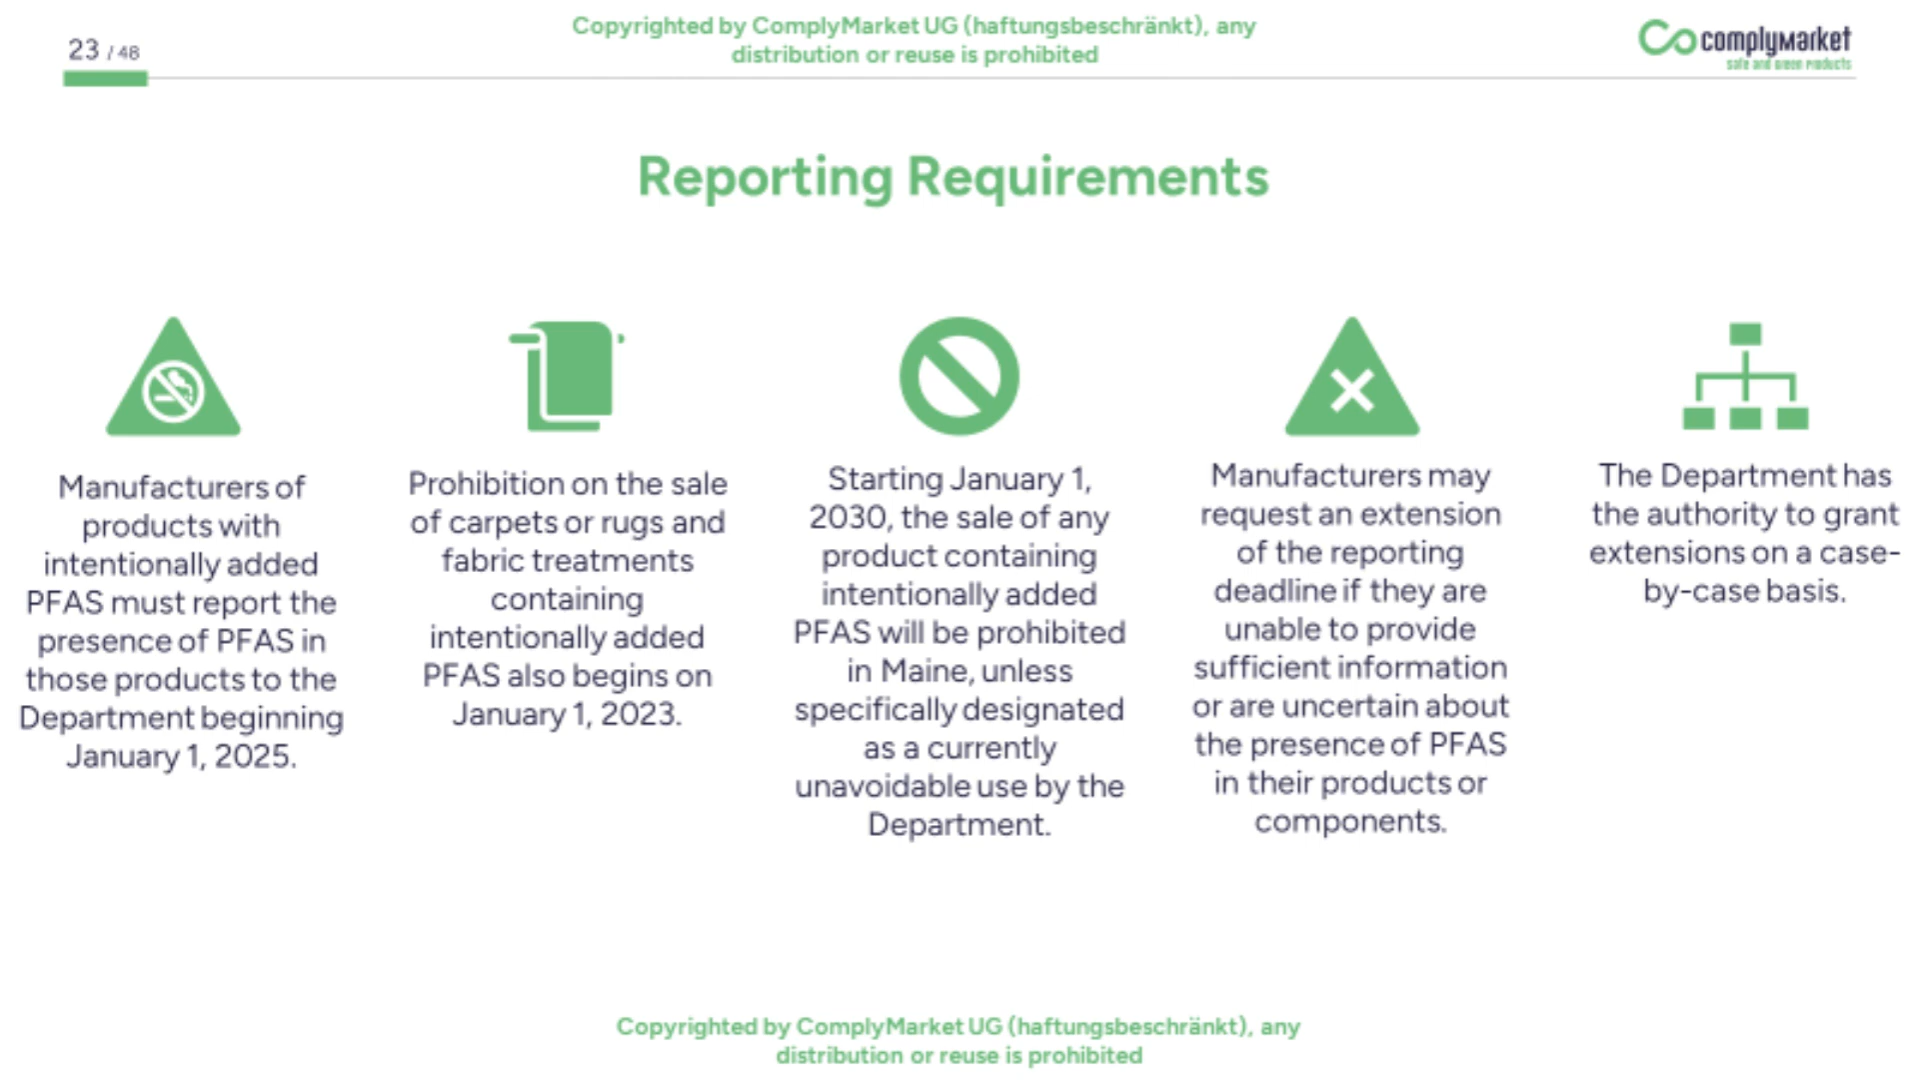 Copyrighted by ComplyMarket UG (haftungsbeschränkt), any
distribution or reuse is prohibited
23 / 48
complymarket
safe and green products
Reporting Requirements
Manufacturers of
products with
intentionally added
PFAS must report the
presence of PFAS in
those products to the
Department beginning
January 1, 2025.
Prohibition on the sale
of carpets or rugs and
fabric treatments
containing
intentionally added
PFAS also begins on
January 1, 2023.
Starting January 1,
2030, the sale of any
product containing
intentionally added
PFAS will be prohibited
in Maine, unless
specifically designated
as a currently
unavoidable use by the
Department.
Manufacturers may
request an extension
of the reporting
deadline if they are
unable to provide
sufficient information
or are uncertain about
the presence of PFAS
in their products or
components.
The Department has
the authority to grant
extensions on a case-
by-case basis.
Copyrighted by ComplyMarket UG (haftungsbeschränkt), any
distribution or reuse is prohibited